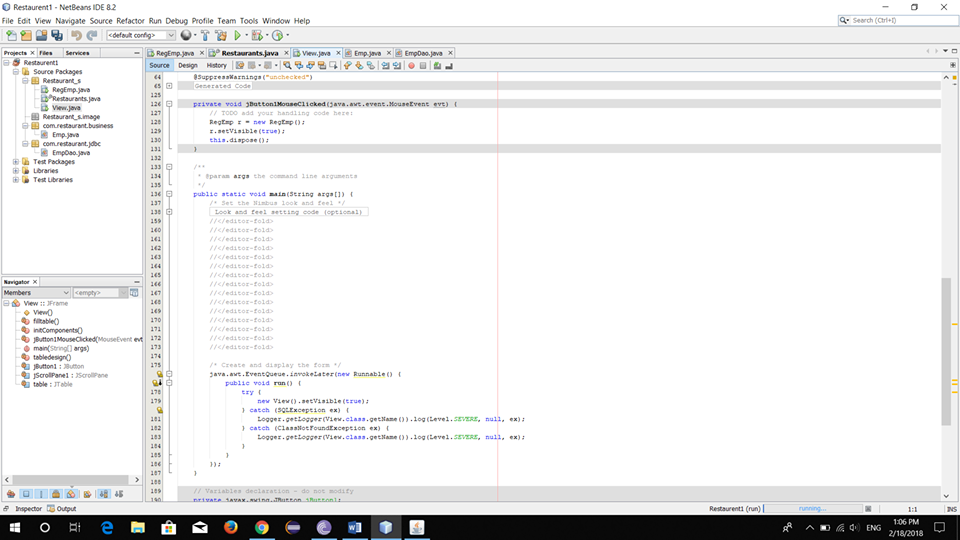 Restaurent1 - NetBeans IDE 8.2
File Edit View Navigate Source Refactor Run Debug Profile Team Tools Window Help
Search (Ctrl+I)
<default config>
Projects Files Services
Restaurent1
Source Packages
Restaurant_s
RegEmp.java
Restaurants.java
View.java
Restaurant_s.image
com.restaurant.business
Emp.java
com.restaurant.jdbc
EmpDao.java
Test Packages
Libraries
Test Libraries
Navigator
Members <empty>
View :: JFrame
View()
filltable()
initComponents()
jButton1MouseClicked(MouseEvent evt
main(String[] args)
tabledesign()
jButton1 : JButton
jScrollPane1 : JScrollPane
table : JTable
RegEmp.java Restaurants.java View.java Emp.java EmpDao.java
Source Design History
64 @SuppressWarnings("unchecked")
65 Generated Code
125
126 private void jButton1MouseClicked(java.awt.event.MouseEvent evt) {
127 // TODO add your handling code here:
128 RegEmp r = new RegEmp();
129 r.setVisible(true);
130 this.dispose();
131 }
132
133 /**
134 * @param args the command line arguments
135 */
136 public static void main(String args[]) {
137 /* Set the Nimbus look and feel */
138 Look and feel setting code (optional)
159 //</editor-fold>
160 //</editor-fold>
161 //</editor-fold>
162 //</editor-fold>
163 //</editor-fold>
164 //</editor-fold>
165 //</editor-fold>
166 //</editor-fold>
167 //</editor-fold>
168 //</editor-fold>
169 //</editor-fold>
170 //</editor-fold>
171 //</editor-fold>
172 //</editor-fold>
173 //</editor-fold>
174
175 /* Create and display the form */
java.awt.EventQueue.invokeLater(new Runnable() {
public void run() {
178 try {
179 new View().setVisible(true);
} catch (SQLException ex) {
181 Logger.getLogger(View.class.getName()).log(Level.SEVERE, null, ex);
182 } catch (ClassNotFoundException ex) {
183 Logger.getLogger(View.class.getName()).log(Level.SEVERE, null, ex);
184 }
185 }
186 });
187 }
188
189 // Variables declaration - do not modify
190 private javax.swing.JButton jButton1;
Inspector Output
Restaurent1 (run) running... 1:1 INS
ENG
1:06 PM
2/18/2018